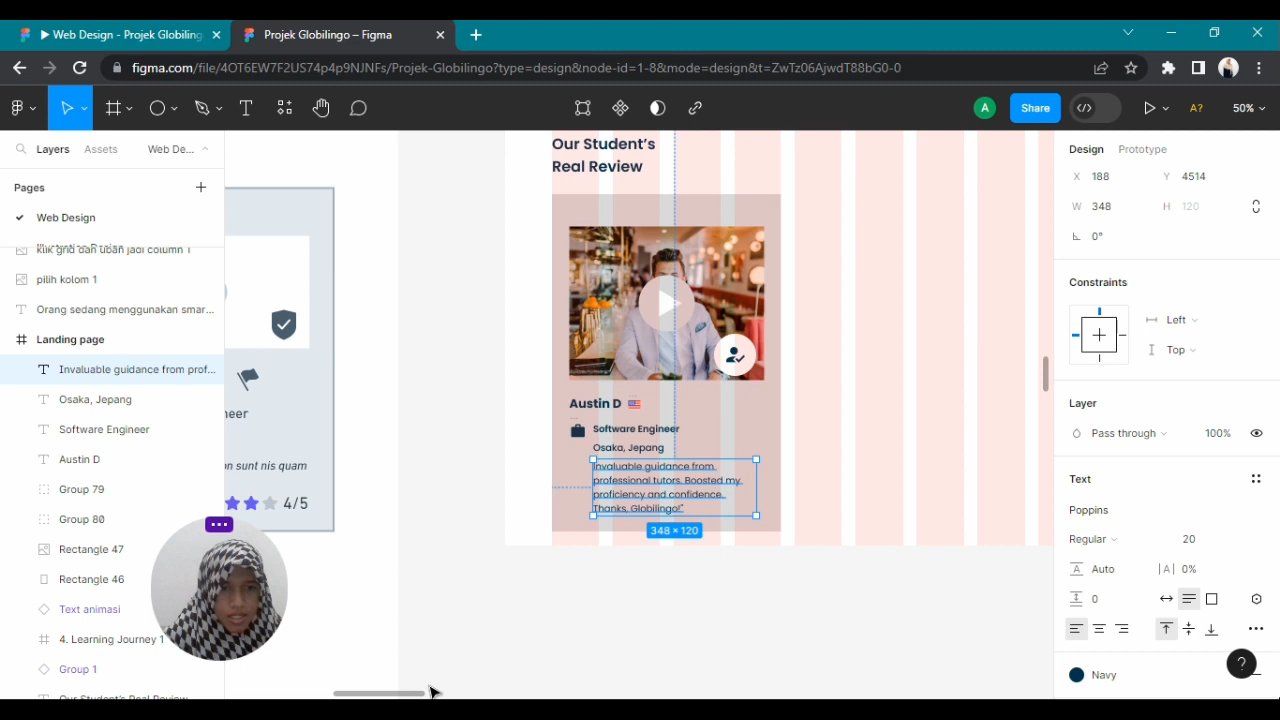 ▶ Web Design - Projek Globilingo
Projek Globilingo – Figma
figma.com/file/4OT6EW7F2US74p4p9NJNFs/Projek-Globilingo?type=design&node-id=1-8&mode=design&t=ZwTz06AjwdT88bG0-0
A
Share
A?
50%
Layers
Assets
Web De...
Pages
Web Design
klik grid dan ubah jadi column 1
pilih kolom 1
Orang sedang menggunakan smar...
Landing page
Invaluable guidance from prof...
Osaka, Jepang
Software Engineer
Austin D
Group 79
Group 80
Rectangle 47
Rectangle 46
Text animasi
4. Learning Journey 1
Group 1
Our Student's Real Review
neer
on sunt nis quam
4/5
Our Student's
Real Review
Austin D
Software Engineer
Osaka, Jepang
Invaluable guidance from
professional tutors. Boosted my
proficiency and confidence.
Thanks, Globilingo!"
348 × 120
Design
Prototype
X 188
Y 4514
W 348
H 120
0°
Constraints
Left
Top
Layer
Pass through
100%
Text
Poppins
Regular
20
Auto
0%
0
Navy
?